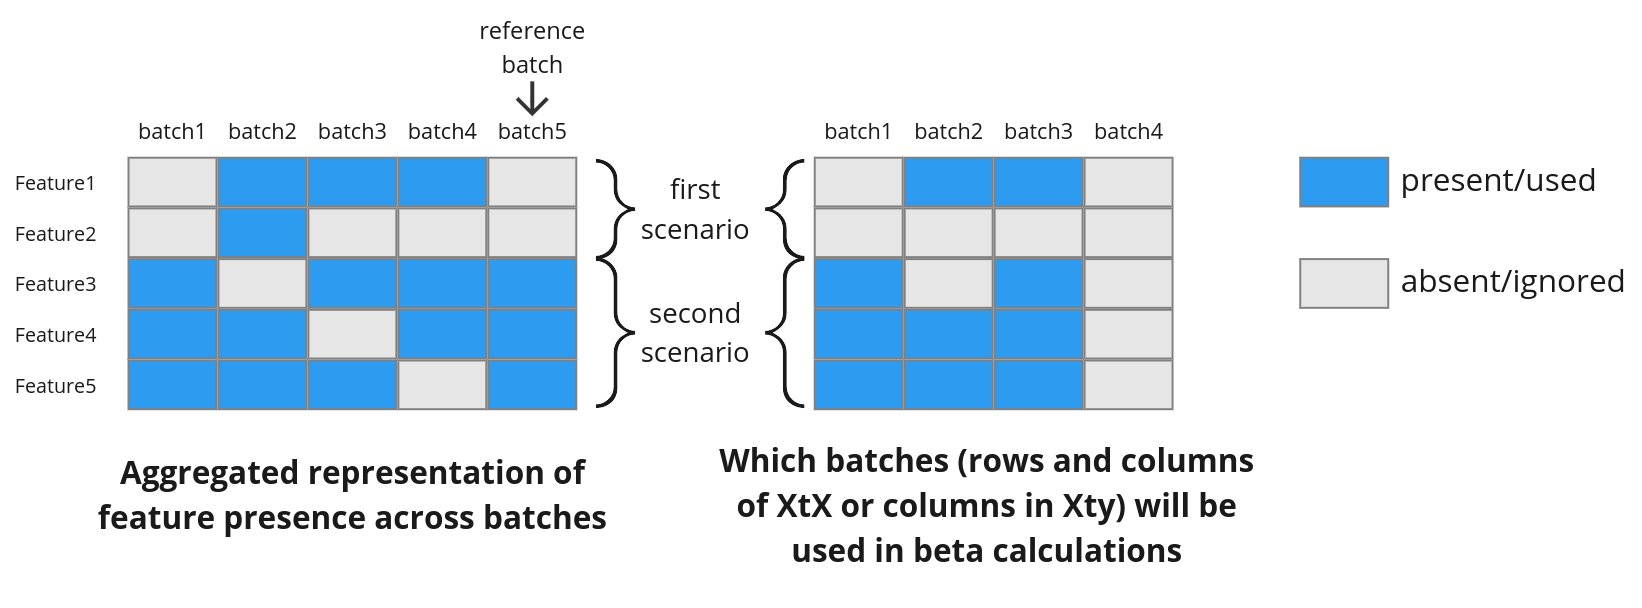 reference
batch
batch1 batch2 batch3 batch4 batch5
batch1 batch2 batch3 batch4
Feature1
Feature2
Feature3
Feature4
Feature5
first
scenario
second
scenario
present/used
absent/ignored
Aggregated representation of
feature presence across batches
Which batches (rows and columns
of XtX or columns in Xty) will be
used in beta calculations